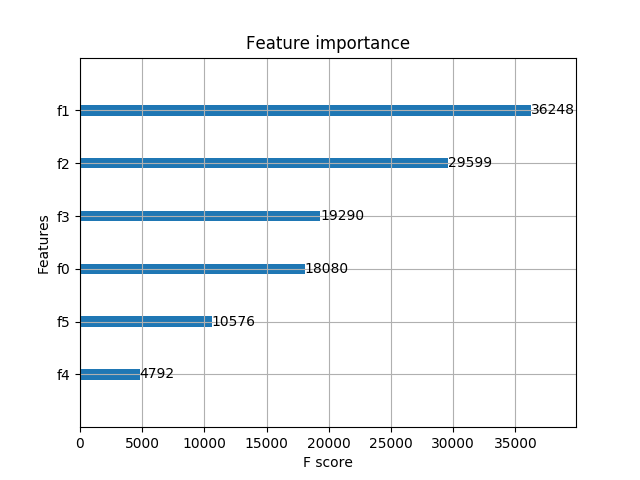 Feature importance
Features
f1 36248
f2 29599
f3 19290
f0 18080
f5 10576
f4 4792
0 5000 10000 15000 20000 25000 30000 35000
F score